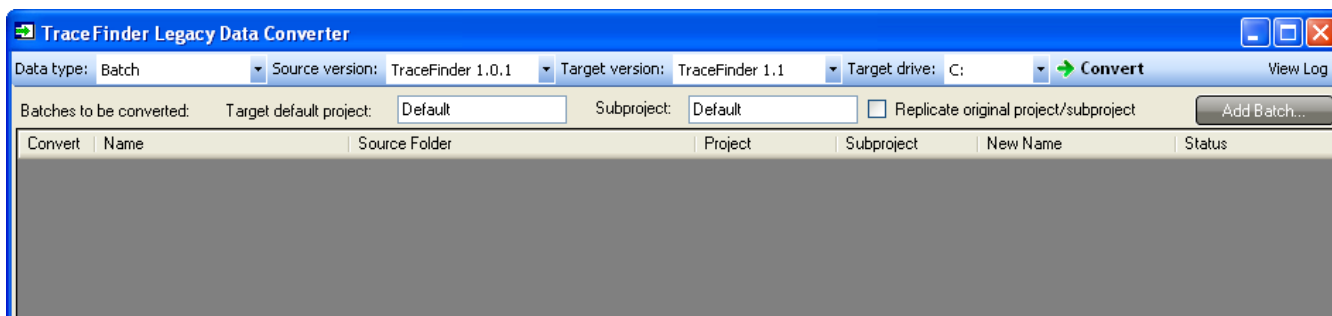 TraceFinder Legacy Data Converter
Data type: Batch Source version: TraceFinder 1.0.1 Target version: TraceFinder 1.1 Target drive: C: Convert View Log
Batches to be converted: Target default project: Default Subproject: Default Replicate original project/subproject Add Batch...
Convert Name Source Folder Project Subproject New Name Status